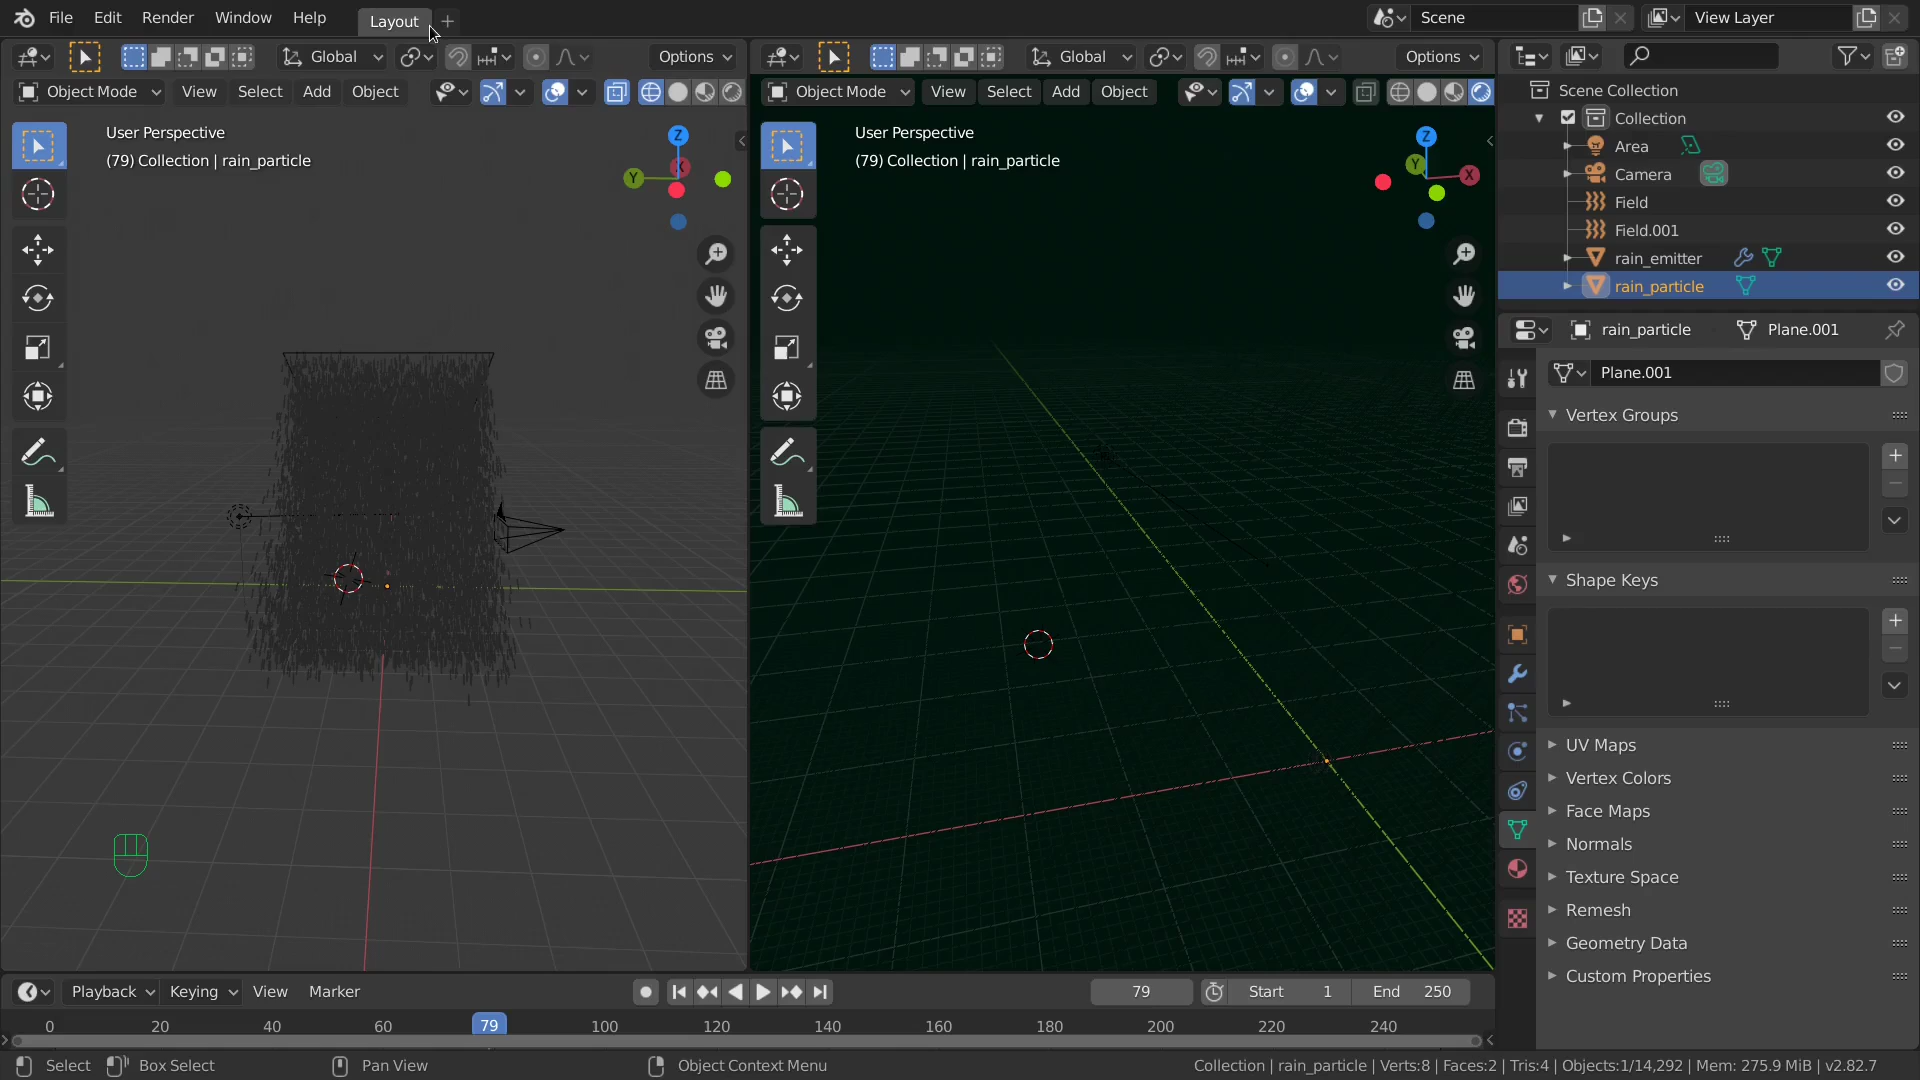 File Edit Render Window Help Layout + Scene View Layer
Global Options Global Options
Object Mode View Select Add Object Object Mode View Select Add Object Scene Collection
Collection
User Perspective User Perspective
(79) Collection | rain_particle (79) Collection | rain_particle
Z Y X Z Y X
Area
Camera
Field
Field.001
rain_emitter
rain_particle
rain_particle Plane.001
Plane.001
Vertex Groups
Shape Keys
UV Maps
Vertex Colors
Face Maps
Normals
Texture Space
Remesh
Geometry Data
Custom Properties
Playback Keying View Marker 79 Start 1 End 250
0 20 40 60 79 100 120 140 160 180 200 220 240
Select Box Select Pan View Object Context Menu Collection | rain_particle | Verts:8 | Faces:2 | Tris:4 | Objects:1/14,292 | Mem: 275.9 MiB | v2.82.7